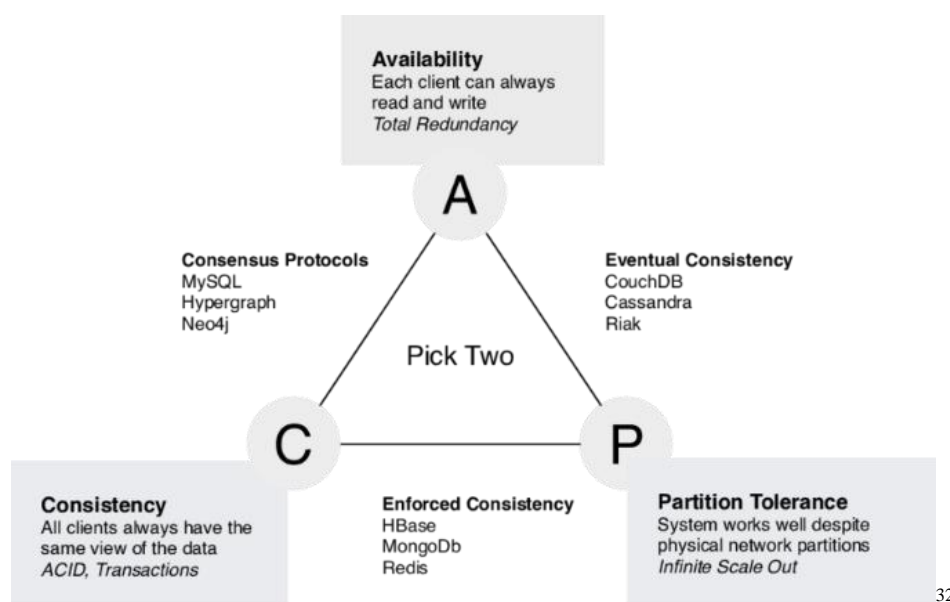 Availability
Each client can always
read and write
Total Redundancy
A
Consensus Protocols
MySQL
Hypergraph
Neo4j
Eventual Consistency
CouchDB
Cassandra
Riak
Pick Two
C
P
Consistency
All clients always have the
same view of the data
ACID, Transactions
Enforced Consistency
HBase
MongoDb
Redis
Partition Tolerance
System works well despite
physical network partitions
Infinite Scale Out
32